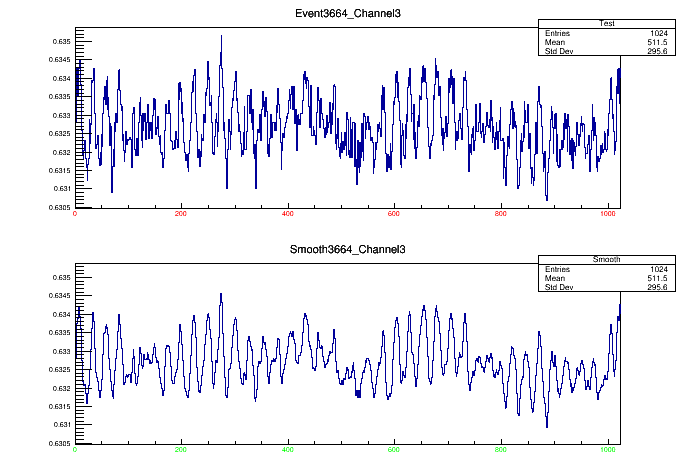 Event3664_Channel3
Test
Entries 1024
Mean 511.5
Std Dev 295.6
0.635
0.6345
0.634
0.6335
0.633
0.6325
0.632
0.6315
0.631
0.6305
0 200 400 600 800 1000
Smooth3664_Channel3
Smooth
Entries 1024
Mean 511.5
Std Dev 295.6
0.635
0.6345
0.634
0.6335
0.633
0.6325
0.632
0.6315
0.631
0.6305
0 200 400 600 800 1000